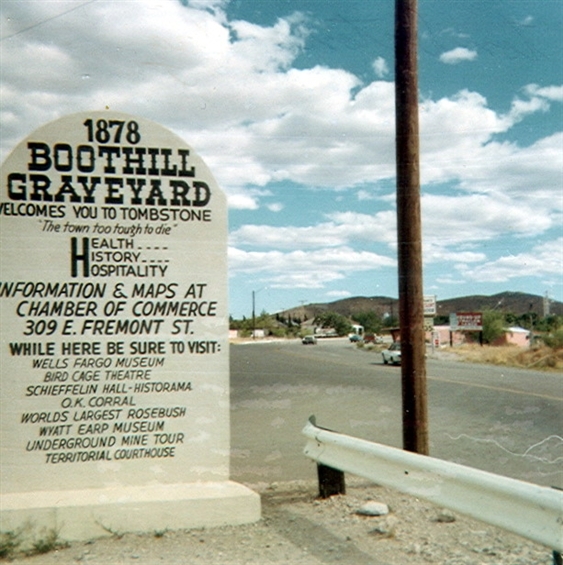 1878
BOOTHILL
GRAVEYARD
WELCOMES YOU TO TOMBSTONE
"The town too tough to die"
HEALTH ....
HISTORY ....
HOSPITALITY
INFORMATION & MAPS AT
CHAMBER OF COMMERCE
309 E. FREMONT ST.
WHILE HERE BE SURE TO VISIT:
WELLS FARGO MUSEUM
BIRD CAGE THEATRE
SCHIEFFELIN HALL-HISTORAMA
O.K. CORRAL
WORLDS LARGEST ROSEBUSH
WYATT EARP MUSEUM
UNDERGROUND MINE TOUR
TERRITORIAL COURTHOUSE